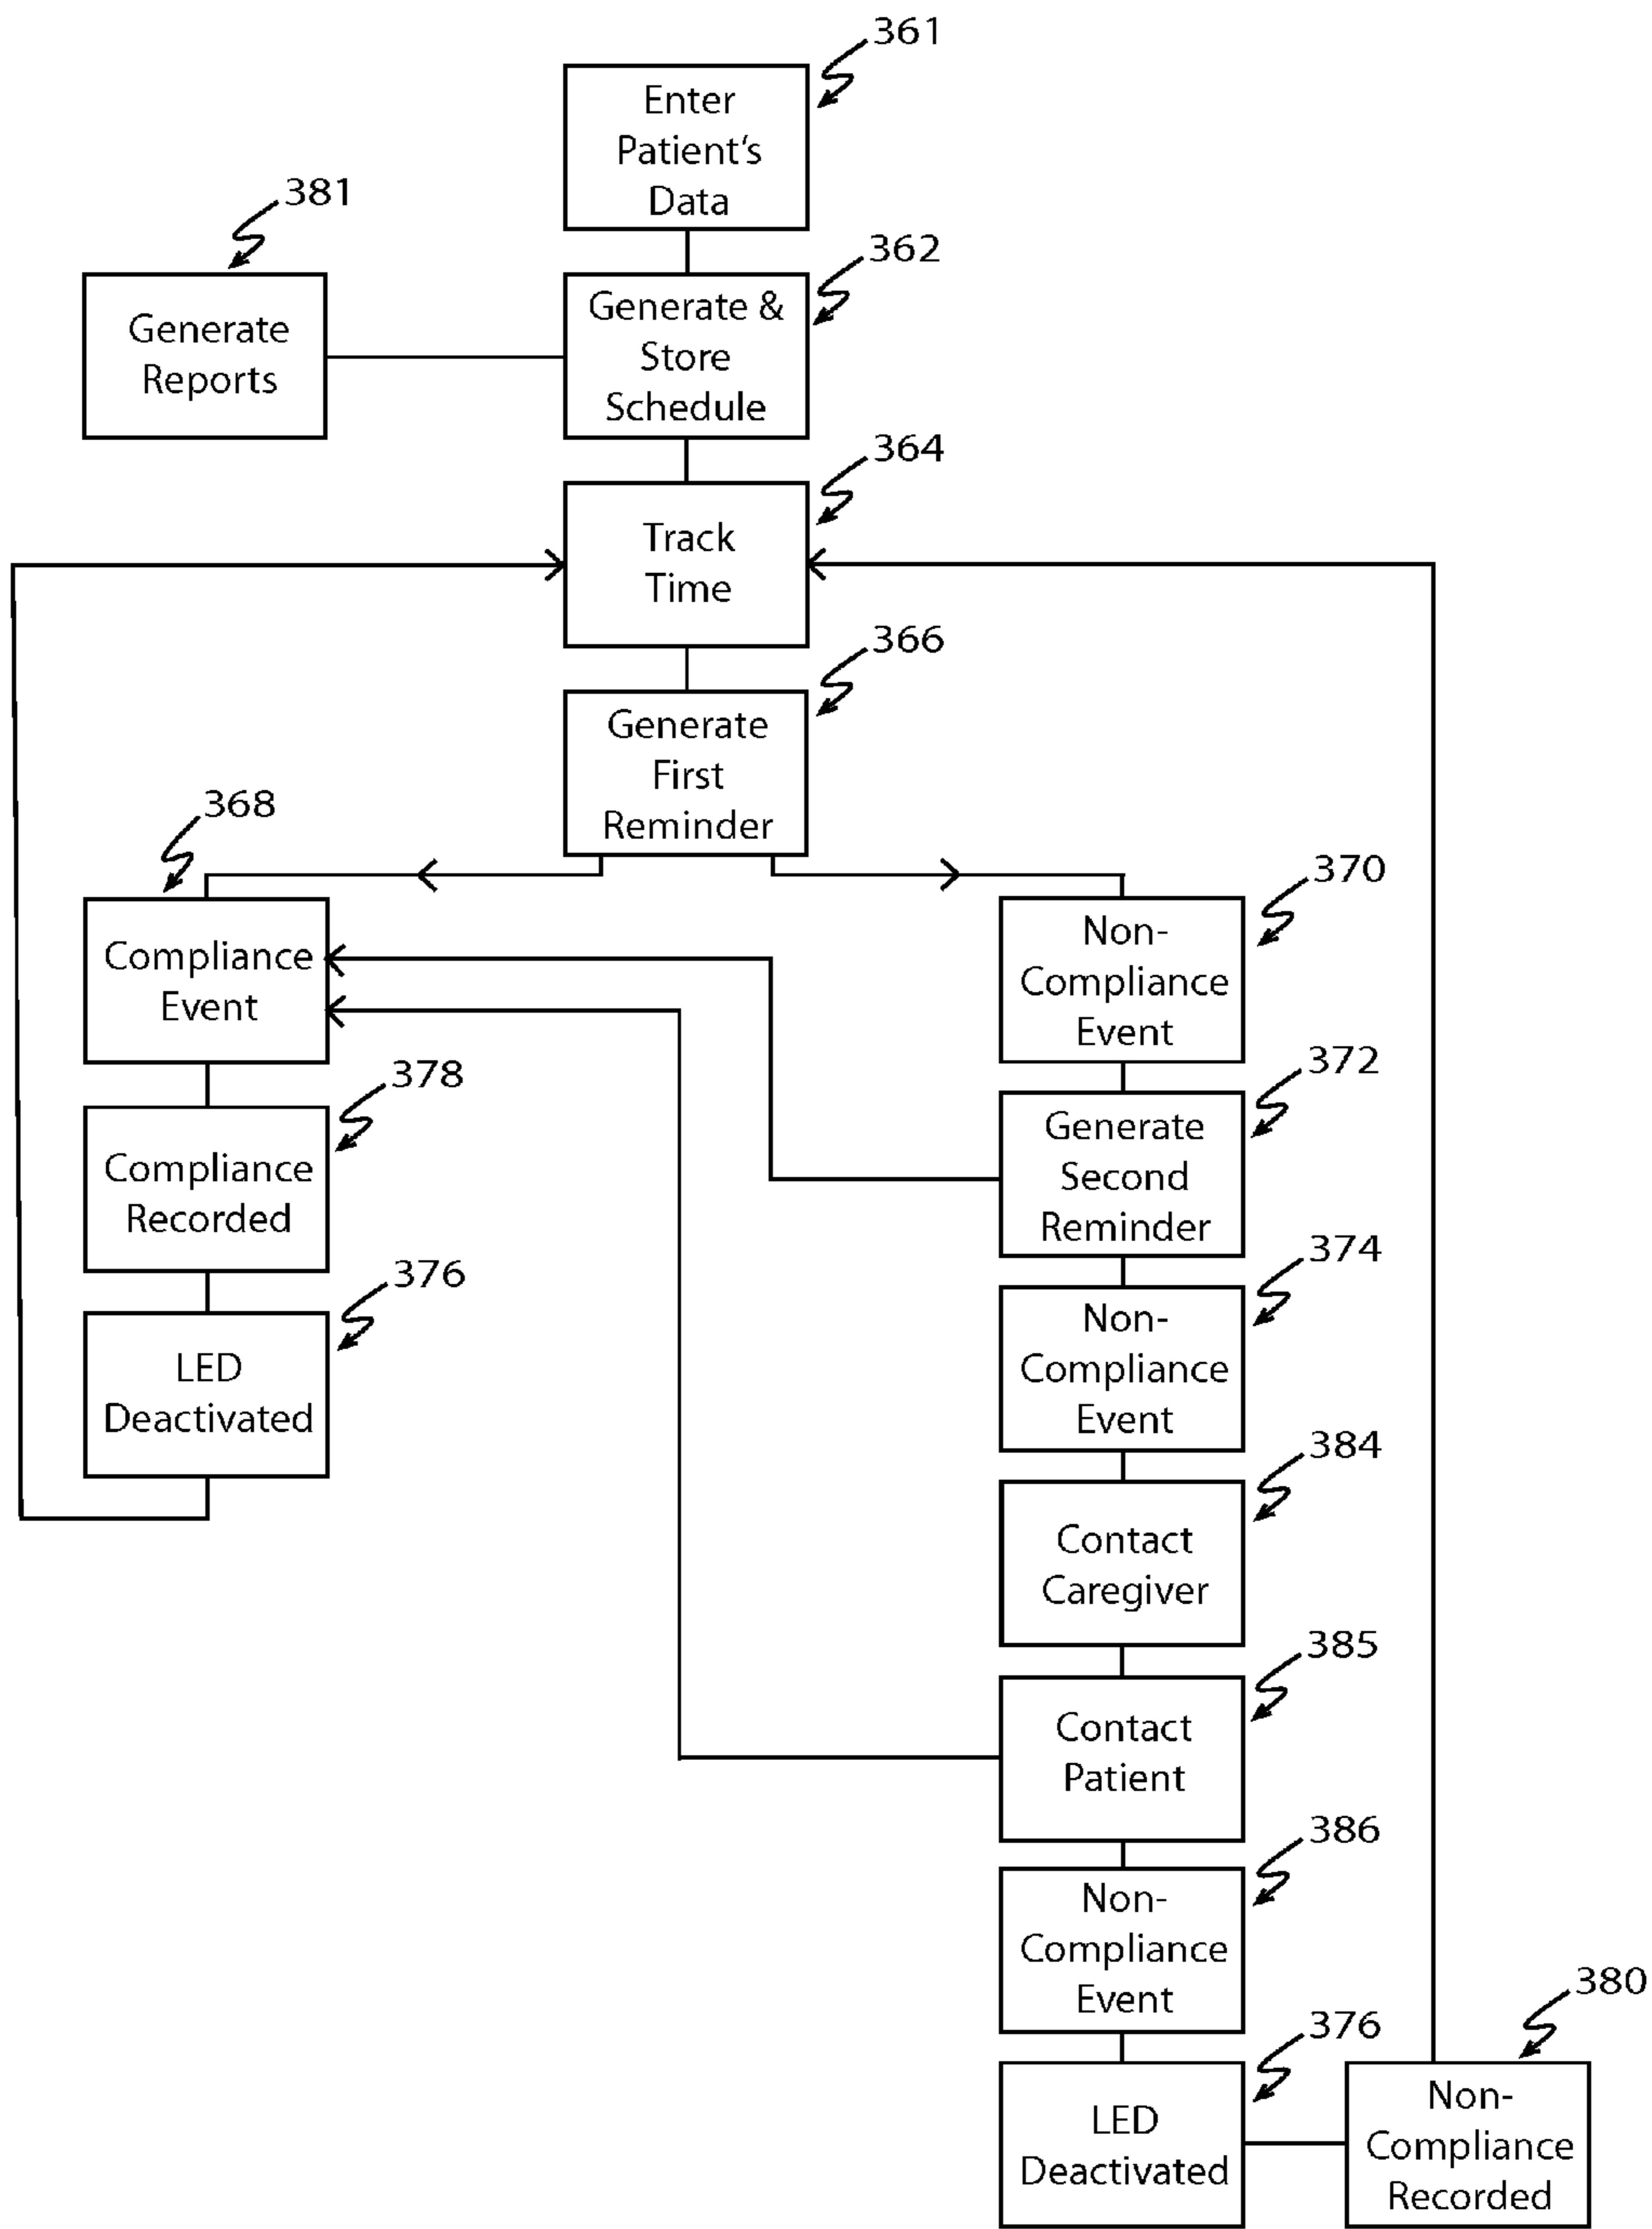 361
Enter
Patient's
Data
381
362
Generate
Reports
Generate &
Store
Schedule
364
Track
Time
366
Generate
First
Reminder
368
370
Compliance
Event
Non-
Compliance
Event
378
372
Compliance
Recorded
Generate
Second
Reminder
376
374
LED
Deactivated
Non-
Compliance
Event
384
Contact
Caregiver
385
Contact
Patient
386
Non-
Compliance
Event
380
376
LED
Deactivated
Non-
Compliance
Recorded